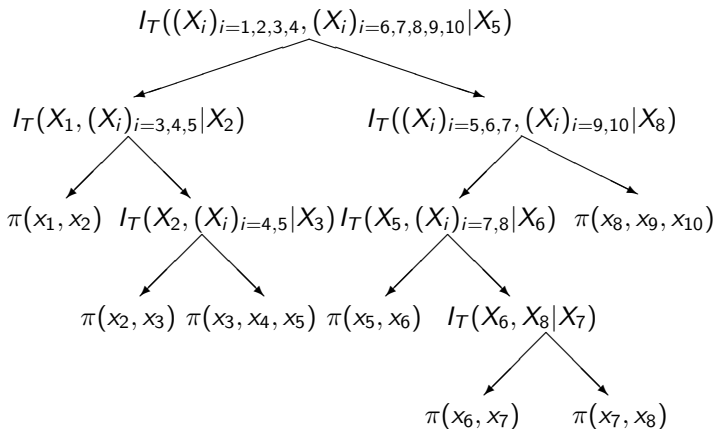 I_T((X_i)_{i=1,2,3,4}, (X_i)_{i=6,7,8,9,10}|X_5)
I_T(X_1, (X_i)_{i=3,4,5}|X_2) I_T((X_i)_{i=5,6,7}, (X_i)_{i=9,10}|X_8)
π(x_1, x_2) I_T(X_2, (X_i)_{i=4,5}|X_3) I_T(X_5, (X_i)_{i=7,8}|X_6) π(x_8, x_9, x_{10})
π(x_2, x_3) π(x_3, x_4, x_5) π(x_5, x_6) I_T(X_6, X_8|X_7)
π(x_6, x_7) π(x_7, x_8)